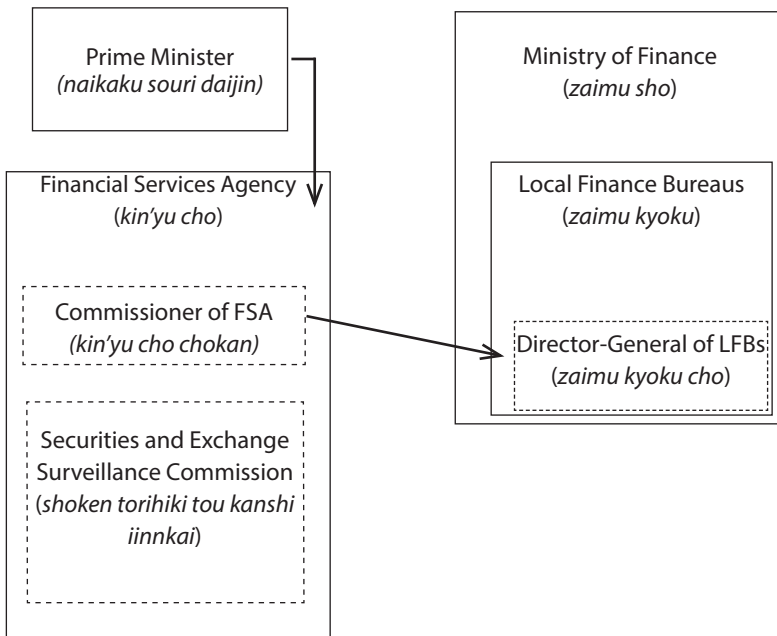 Prime Minister
(naikaku souri daijin)
Financial Services Agency
(kin'yu cho)
Commissioner of FSA
(kin'yu cho chokan)
Securities and Exchange
Surveillance Commission
(shoken torihiki tou kanshi
iinnkai)
Ministry of Finance
(zaimu sho)
Local Finance Bureaus
(zaimu kyoku)
Director-General of LFBs
(zaimu kyoku cho)